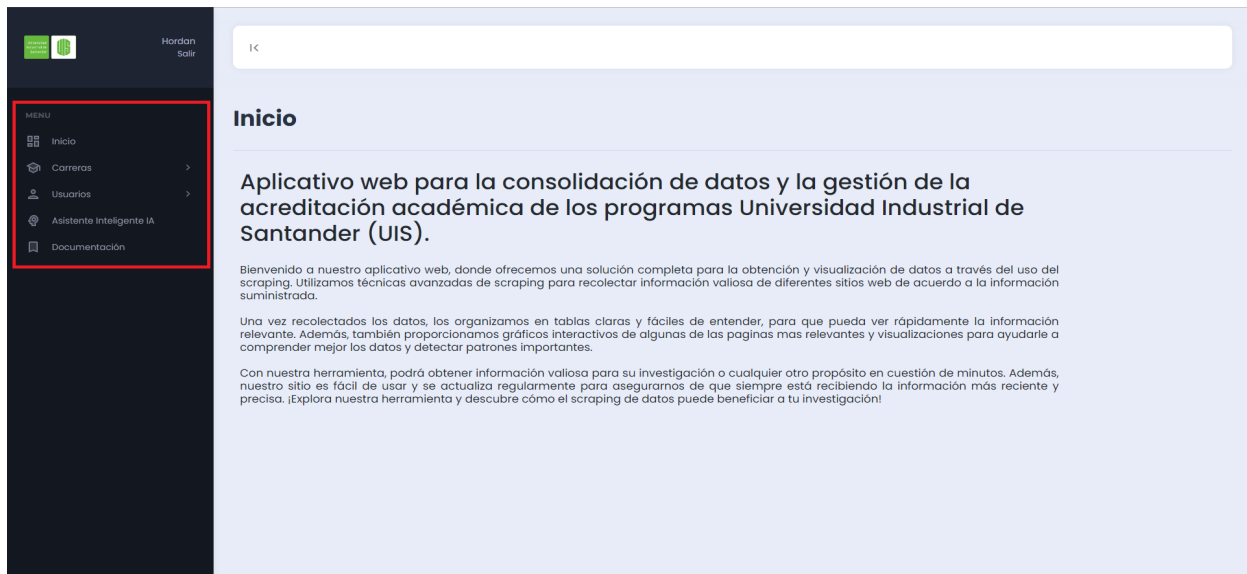 UIS
Hordan
Salir
MENU
Inicio
Carreras
Usuarios
Asistente Inteligente IA
Documentación
Inicio
Aplicativo web para la consolidación de datos y la gestión de la
acreditación académica de los programas Universidad Industrial de
Santander (UIS).
Bienvenido a nuestro aplicativo web, donde ofrecemos una solución completa para la obtención y visualización de datos a través del uso del
scraping. Utilizamos técnicas avanzadas de scraping para recolectar información valiosa de diferentes sitios web de acuerdo a la información
suministrada.
Una vez recolectados los datos, los organizamos en tablas claras y fáciles de entender, para que pueda ver rápidamente la información
relevante. Además, también proporcionamos gráficos interactivos de algunas de las paginas mas relevantes y visualizaciones para ayudarle a
comprender mejor los datos y detectar patrones importantes.
Con nuestra herramienta, podrá obtener información valiosa para su investigación o cualquier otro propósito en cuestión de minutos. Además,
nuestro sitio es fácil de usar y se actualiza regularmente para asegurarnos de que siempre está recibiendo la información más reciente y
precisa. ¡Explora nuestra herramienta y descubre cómo el scraping de datos puede beneficiar a tu investigación!